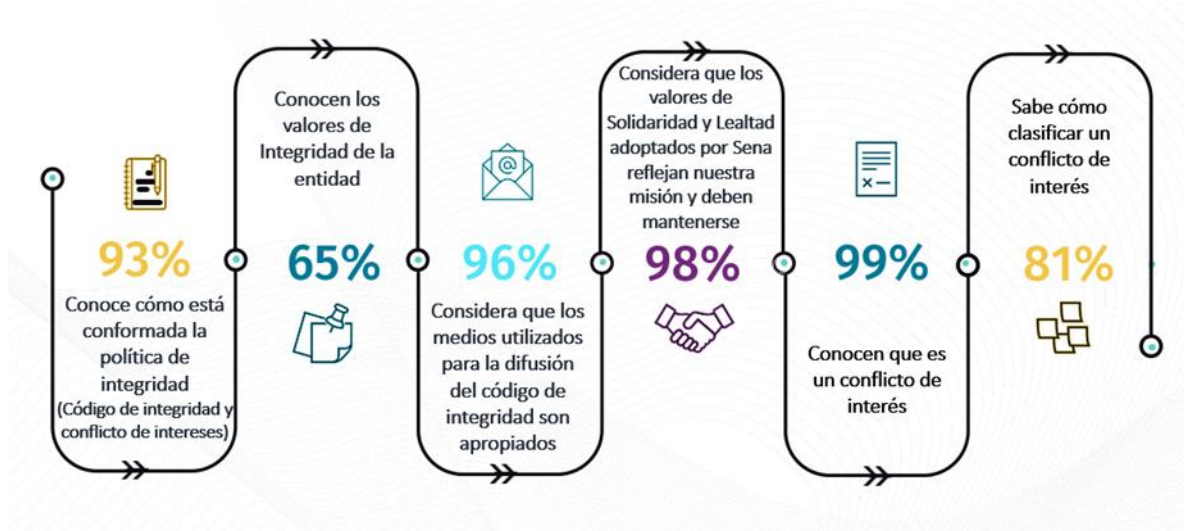 93%
Conoce cómo está
conformada la
política de
integridad
(Código de integridad y
conflicto de intereses)
Conocen los
valores de
Integridad de la
entidad
65%
@
96%
Considera que los
medios utilizados
para la difusión
del código de
integridad son
apropiados
Considera que los
valores de
Solidaridad y Lealtad
adoptados por Sena
reflejan nuestra
misión y deben
mantenerse
98%
99%
Conocen que es
un conflicto de
interés
Sabe cómo
clasificar un
conflicto de
interés
81%